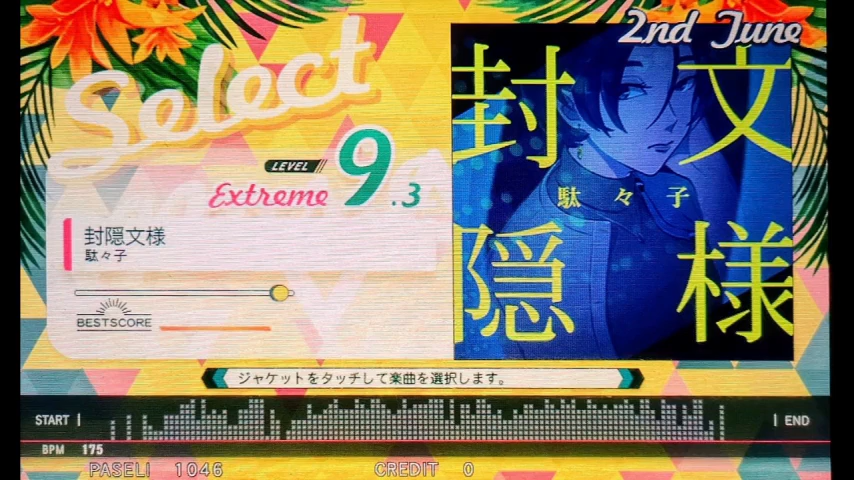 Select
2nd June
LEVEL
Extreme 9.3
封隠文様
駄々子
BESTSCORE
封文
駄々子
隠様
ジャケットをタッチして楽曲を選択します。
START
END
BPM 175
PASELI 1046
CREDIT 0